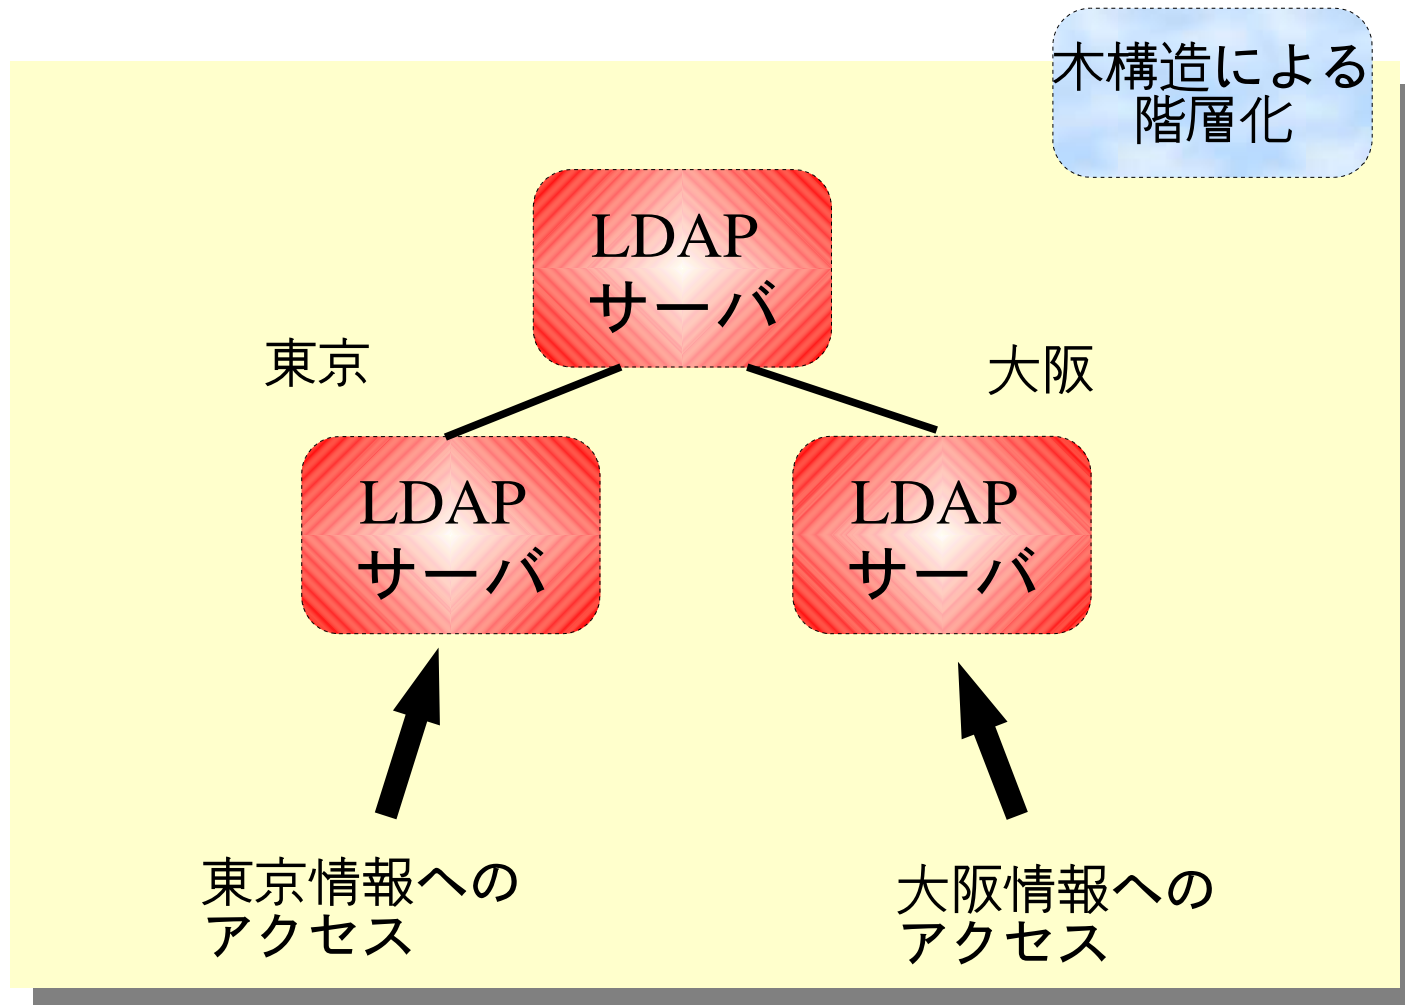 木構造による
階層化
LDAP
サーバ
東京
大阪
LDAP
サーバ
LDAP
サーバ
東京情報への
アクセス
大阪情報への
アクセス